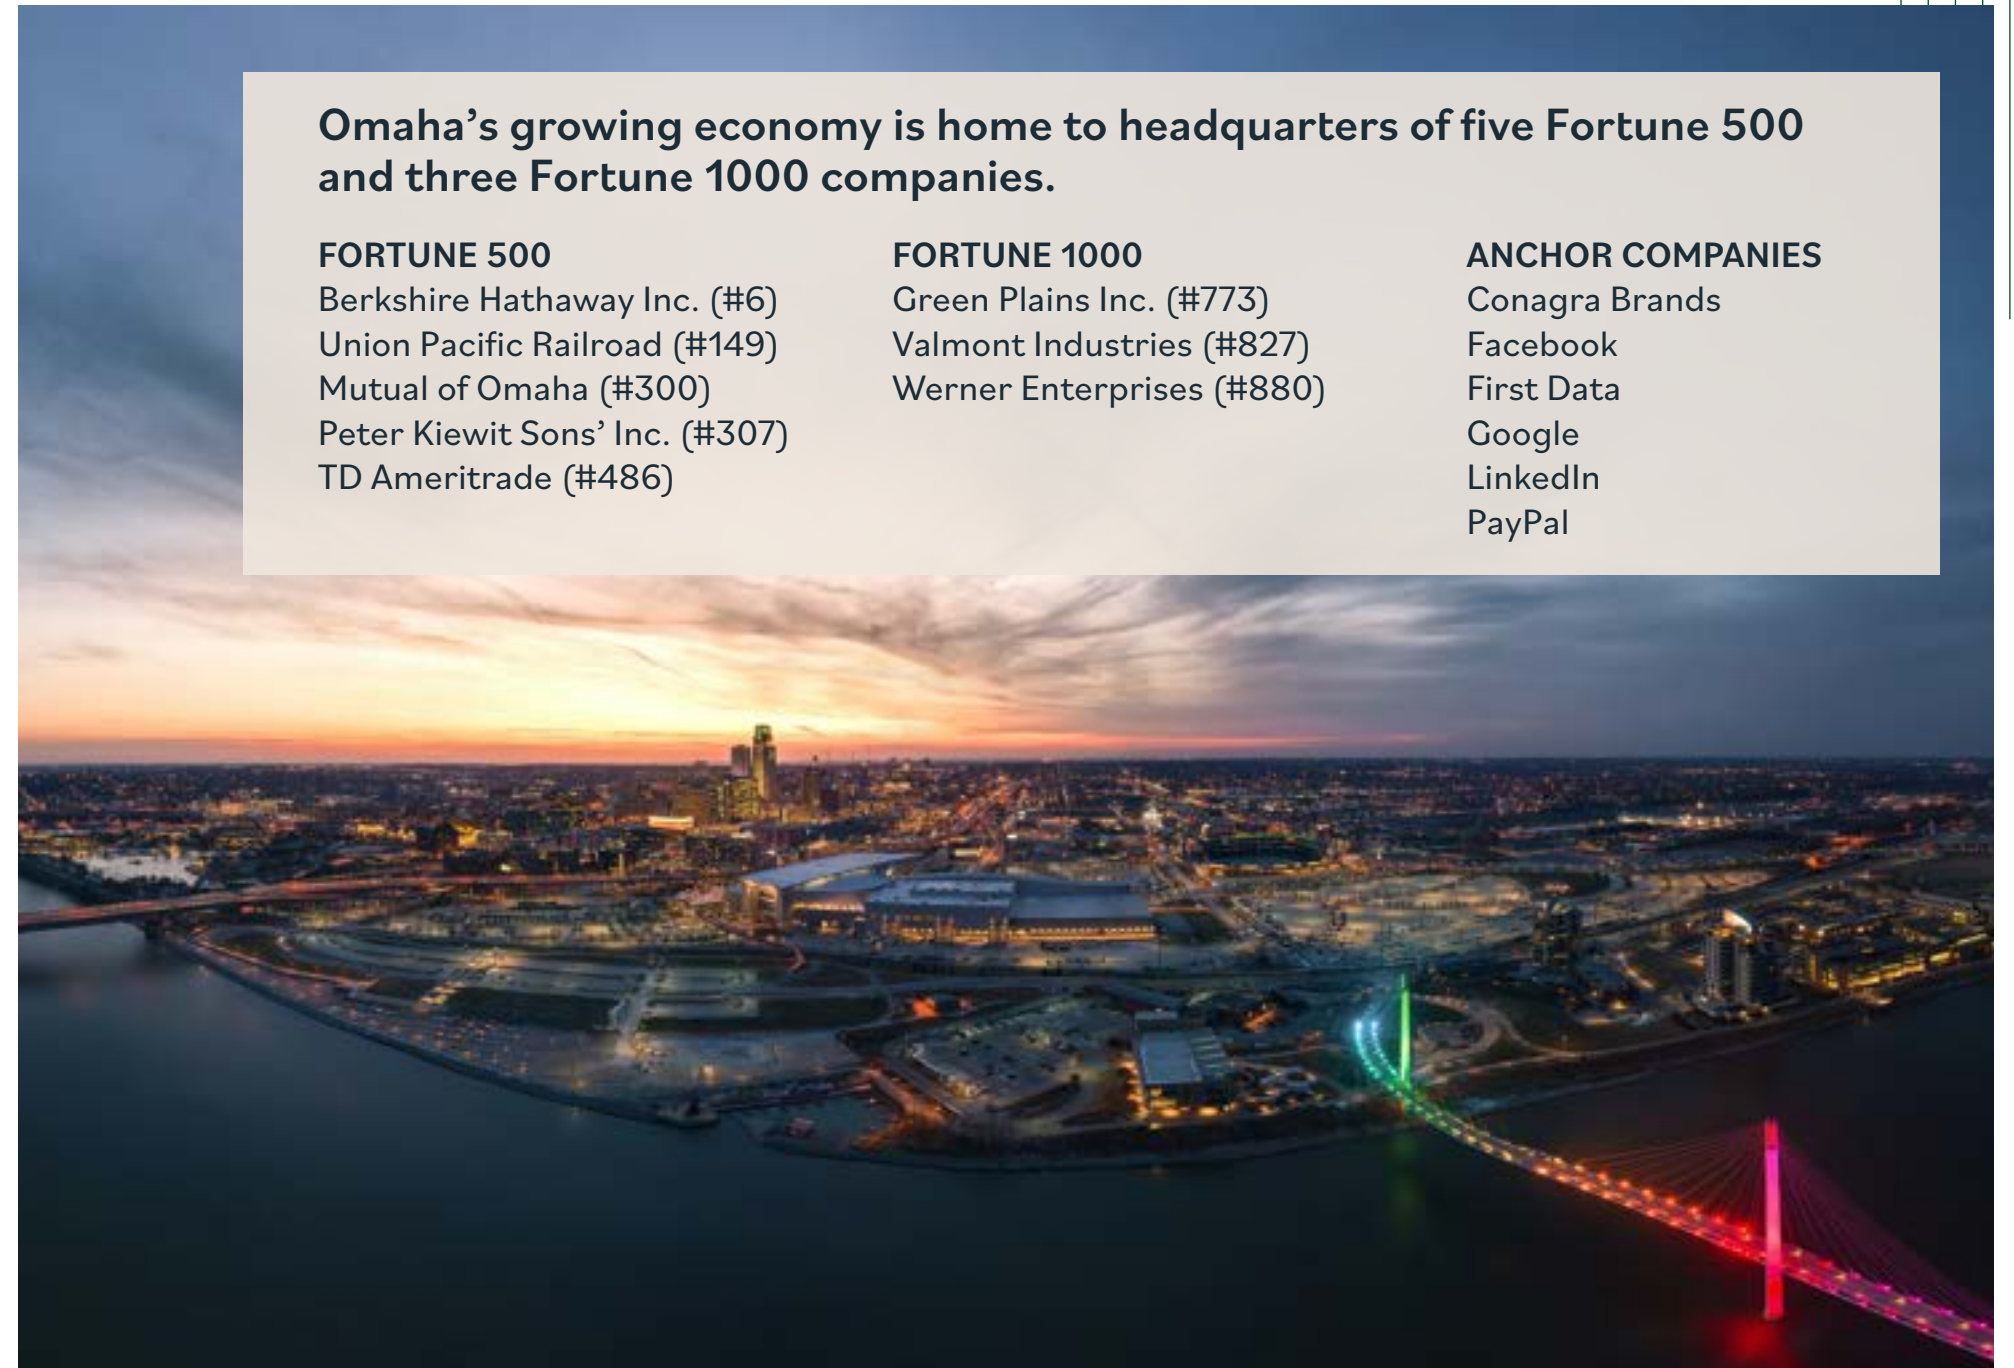 Omaha’s growing economy is home to headquarters of five Fortune 500
and three Fortune 1000 companies.
FORTUNE 500
Berkshire Hathaway Inc. (#6)
Union Pacific Railroad (#149)
Mutual of Omaha (#300)
Peter Kiewit Sons’ Inc. (#307)
TD Ameritrade (#486)
FORTUNE 1000
Green Plains Inc. (#773)
Valmont Industries (#827)
Werner Enterprises (#880)
ANCHOR COMPANIES
Conagra Brands
Facebook
First Data
Google
LinkedIn
PayPal